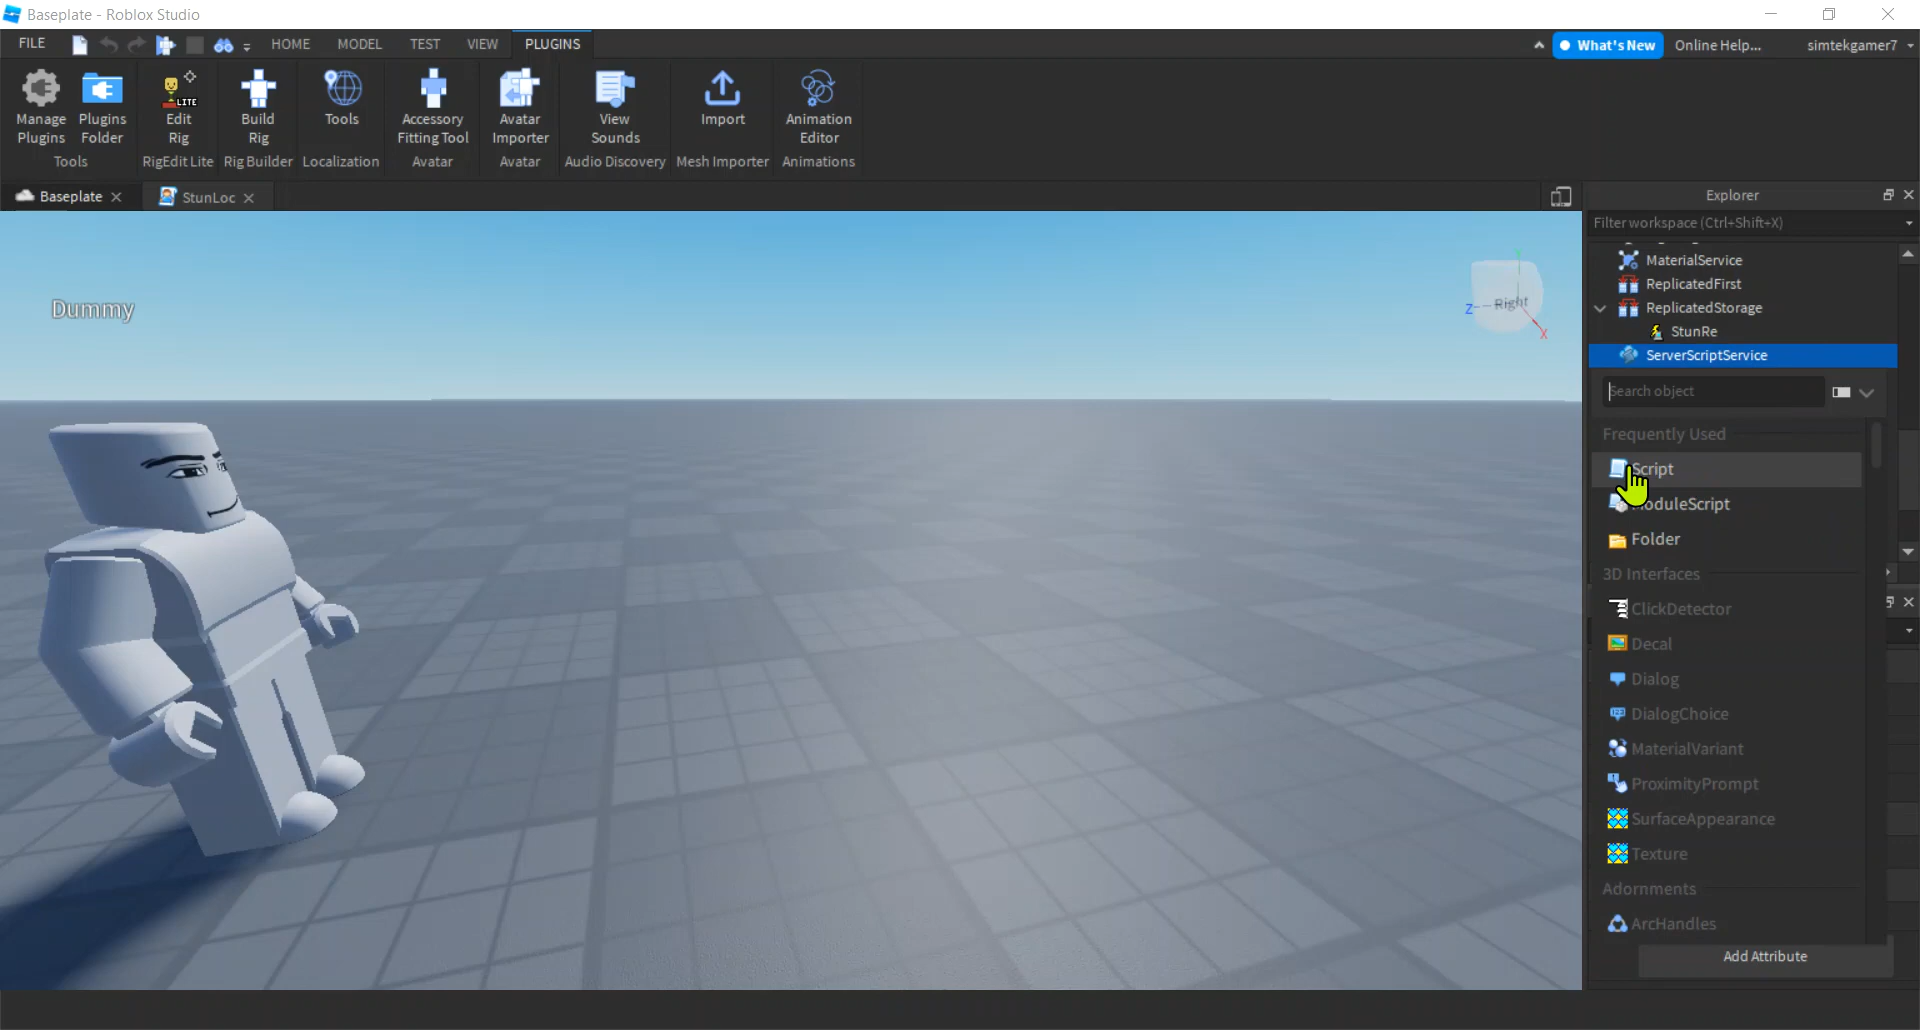 Baseplate - Roblox Studio
FILE
HOME
MODEL
TEST
VIEW
PLUGINS
What's New
Online Help...
simtekgamer7
Manage Plugins
Plugins Folder
Tools
LITE
Edit Rig
RigEdit Lite
Build Rig
Rig Builder
Tools
Localization
Accessory Fitting Tool
Avatar
Avatar Importer
Avatar
View Sounds
Audio Discovery
Import
Mesh Importer
Animation Editor
Animations
Baseplate
StunLoc
Dummy
Right
Z
X
Explorer
Filter workspace (Ctrl+Shift+X)
MaterialService
ReplicatedFirst
ReplicatedStorage
StunRe
ServerScriptService
Search object
Frequently Used
Script
ModuleScript
Folder
3D Interfaces
ClickDetector
Decal
Dialog
DialogChoice
MaterialVariant
ProximityPrompt
SurfaceAppearance
Texture
Adornments
ArcHandles
Add Attribute